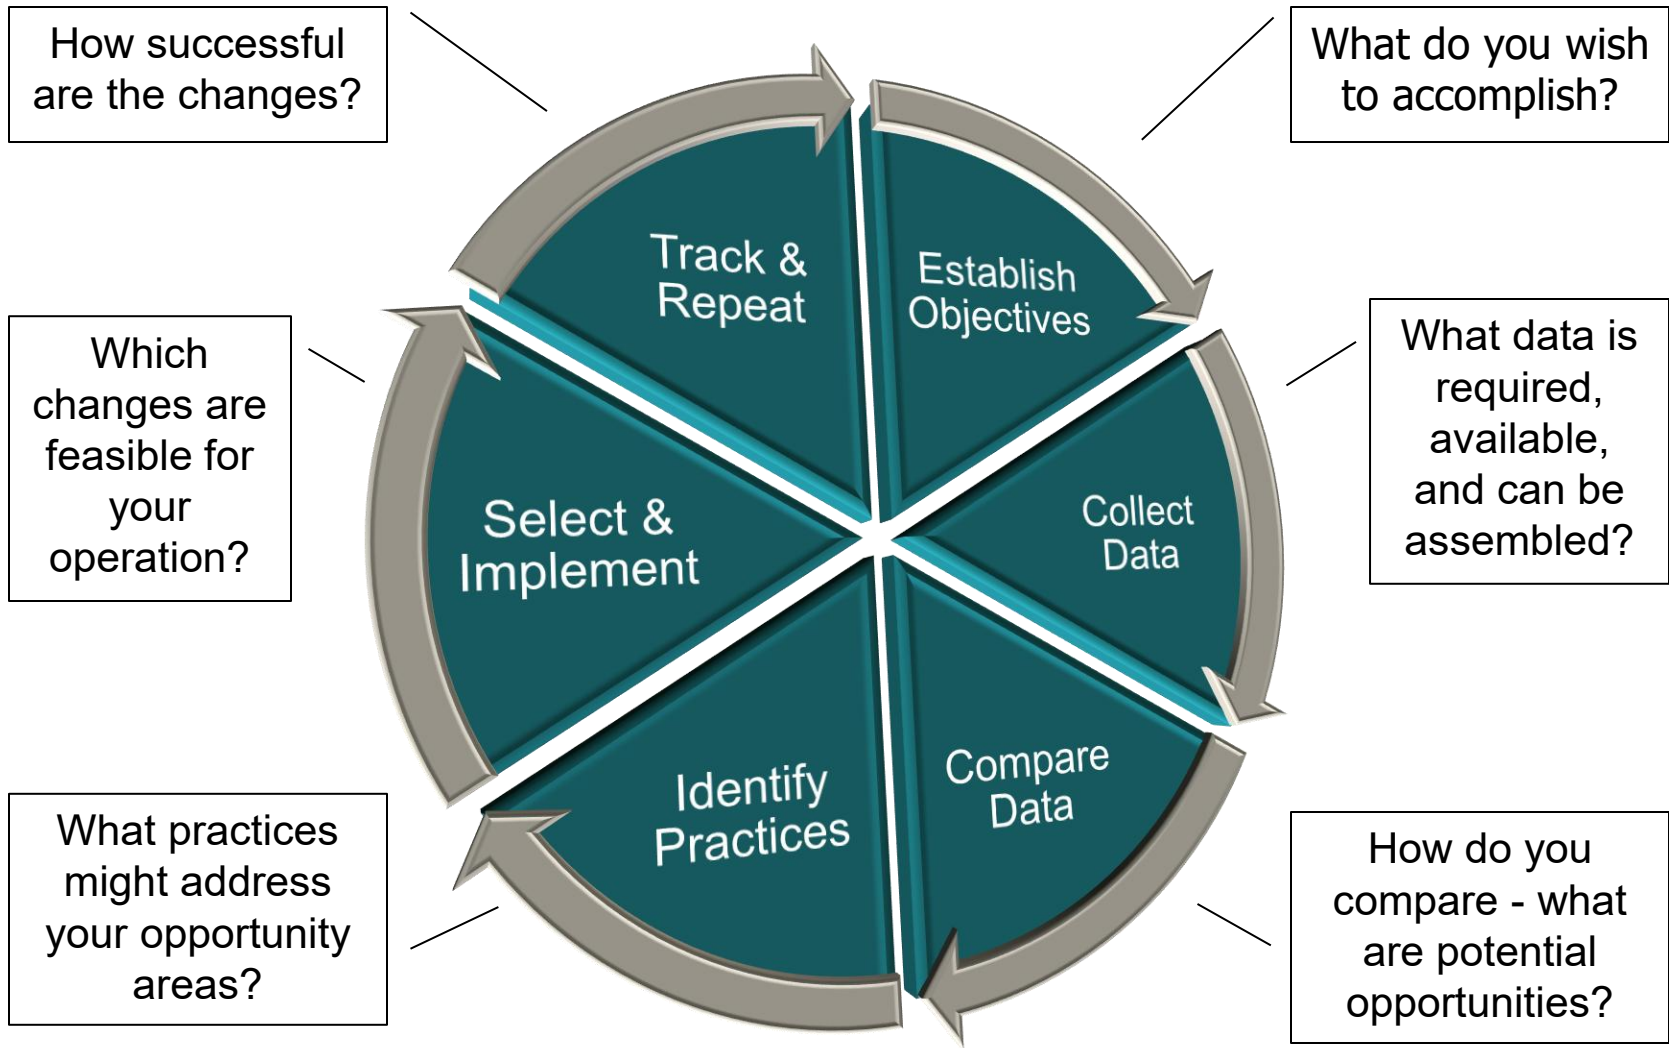 How successful
are the changes?
What do you wish
to accomplish?
Track &
Repeat
Establish
Objectives
Which
changes are
feasible for
your
operation?
What data is
required,
available,
and can be
assembled?
Select &
Implement
Collect
Data
Identify
Practices
Compare
Data
What practices
might address
your opportunity
areas?
How do you
compare - what
are potential
opportunities?